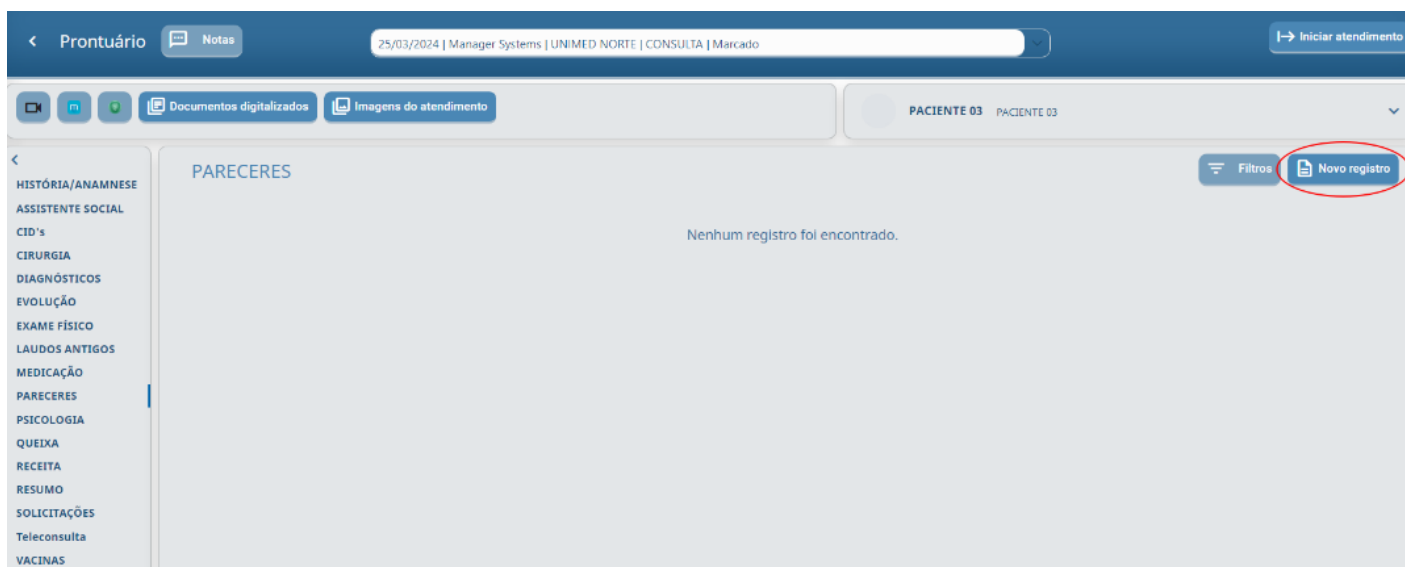 Prontuário
Notas
25/03/2024 | Manager Systems | UNIMED NORTE | CONSULTA | Marcado
Iniciar atendimento
m
Documentos digitalizados
Imagens do atendimento
PACIENTE 03 PACIENTE 03
HISTÓRIA/ANAMNESE
ASSISTENTE SOCIAL
CID's
CIRURGIA
DIAGNÓSTICOS
EVOLUÇÃO
EXAME FÍSICO
LAUDOS ANTIGOS
MEDICAÇÃO
PARECERES
PSICOLOGIA
QUEIXA
RECEITA
RESUMO
SOLICITAÇÕES
Teleconsulta
VACINAS
PARECERES
Filtros
Novo registro
Nenhum registro foi encontrado.